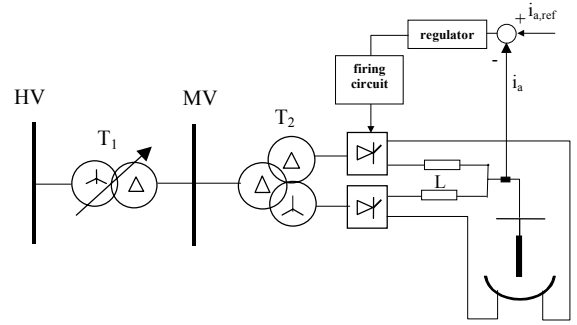 i_a,ref
+
regulator
-
firing
circuit
i_a
HV
MV
T_1
T_2
L